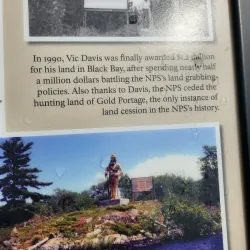 In 1990, Vic Davis was finally awarded $1 million
for his land in Black Bay, after spending nearly half
a million dollars battling the NPS's land grabbing
policies. Also thanks to Davis, the NPS ceded the
hunting land of Gold Portage, the only instance of
land cession in the NPS's history.